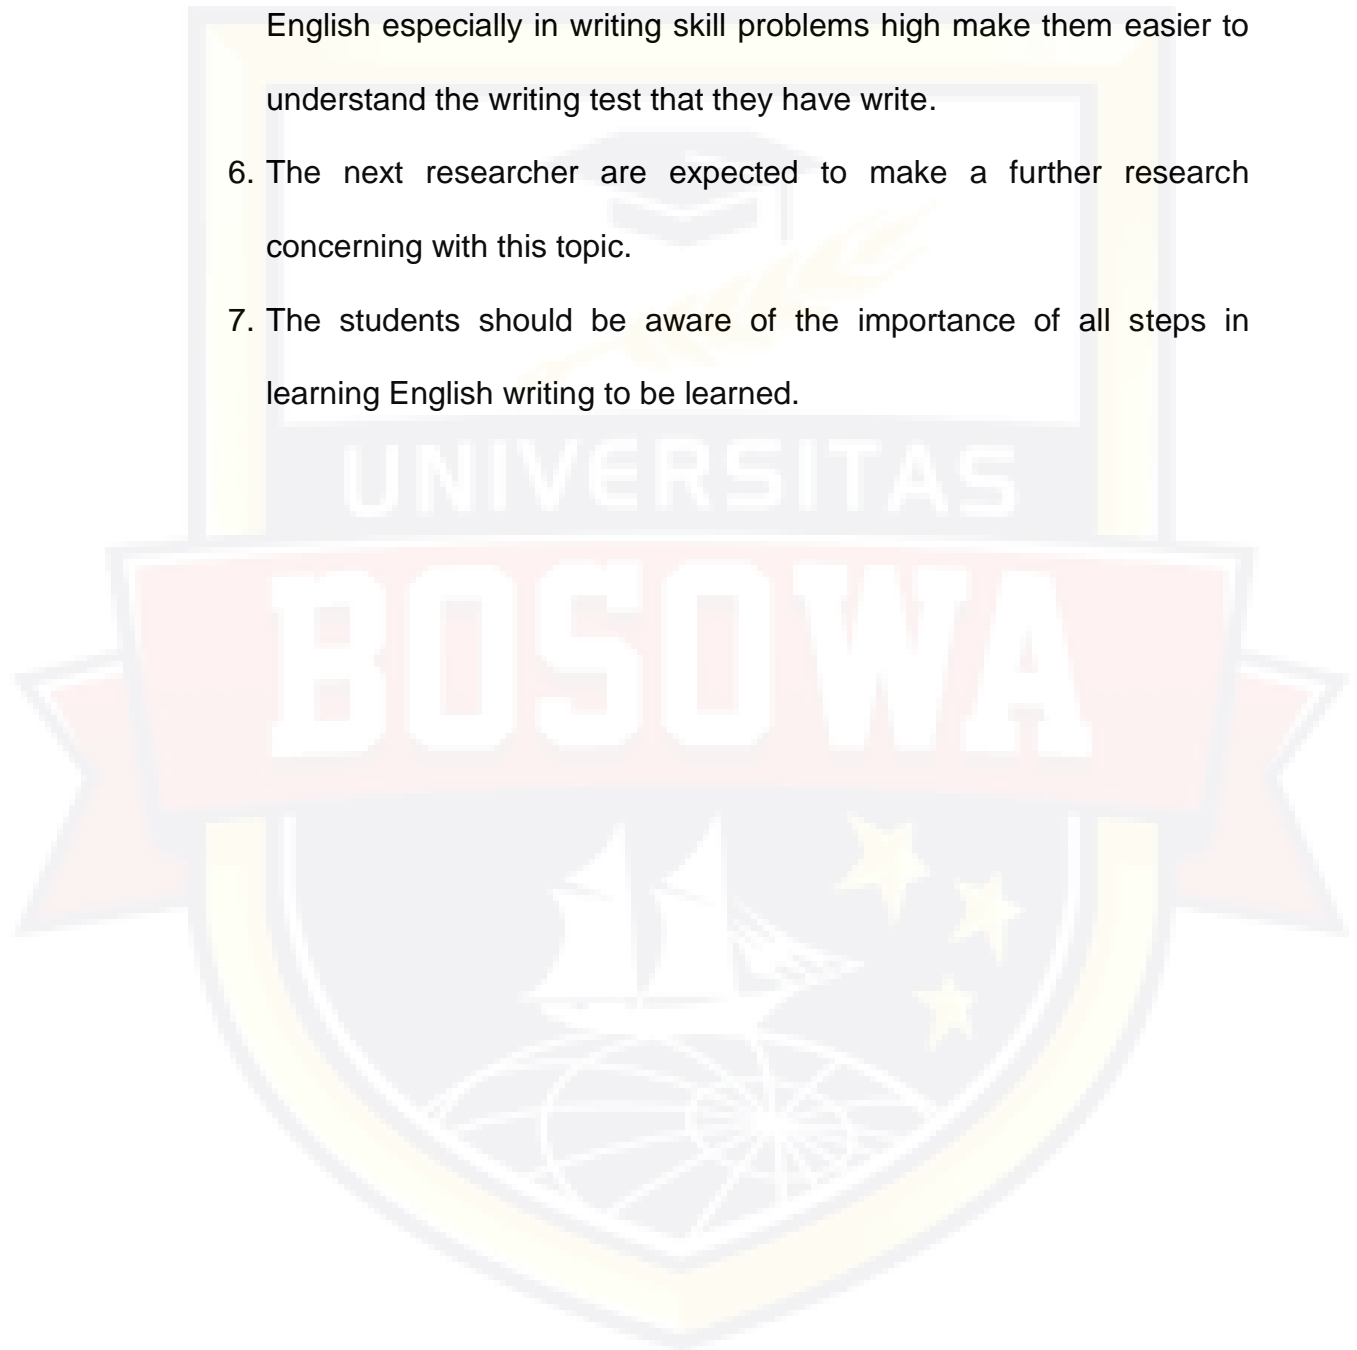 English especially in writing skill problems high make them easier to
understand the writing test that they have write.
6. The next researcher are expected to make a further research
concerning with this topic.
7. The students should be aware of the importance of all steps in
learning English writing to be learned.
UNIVERSITAS
BOSOWA